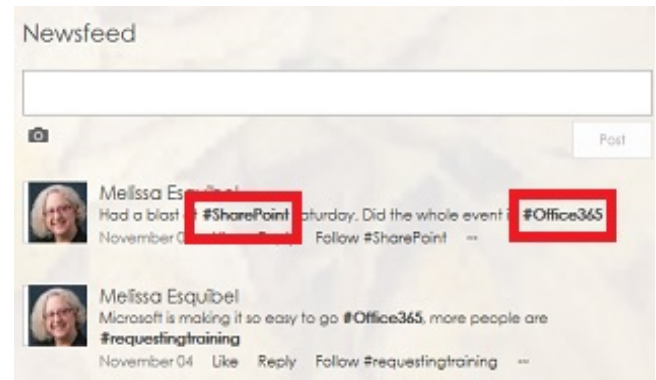 Newsfeed
Post
Melissa Esquibel
Had a blast #SharePoint aturday. Did the whole event #Office365
November Follow #SharePoint
Melissa Esquibel
Microsoft is making it so easy to go #Office365, more people are
#requestingtraining
November 04 Like Reply Follow #requestingtraining